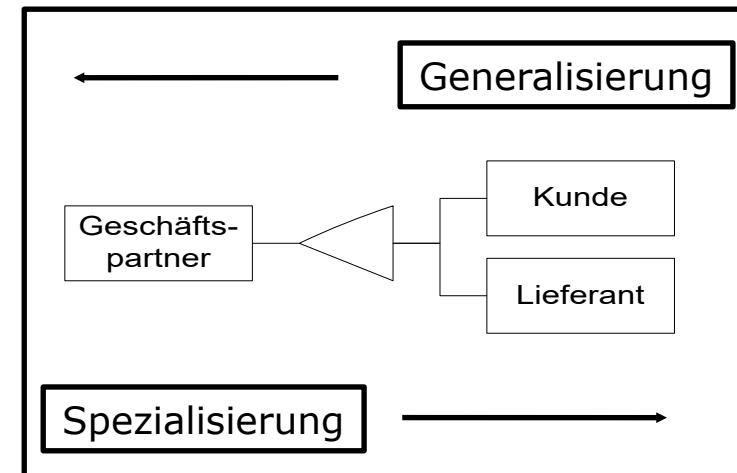 Generalisierung
Kunde
Geschäfts-
partner
Lieferant
Spezialisierung